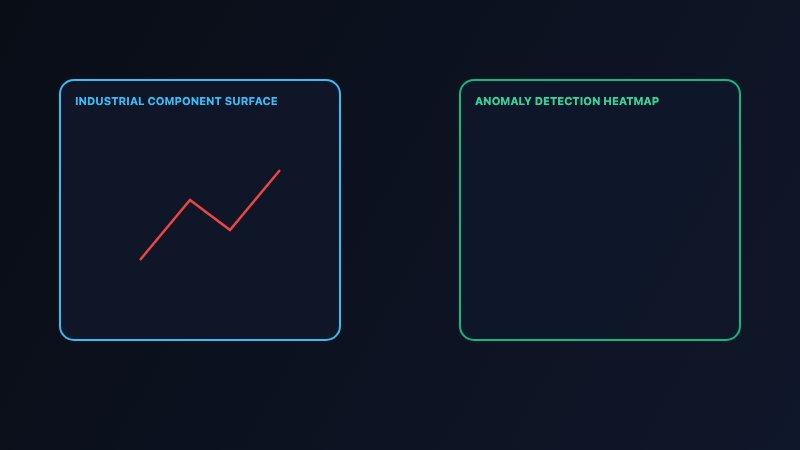 INDUSTRIAL COMPONENT SURFACE
ANOMALY DETECTION HEATMAP